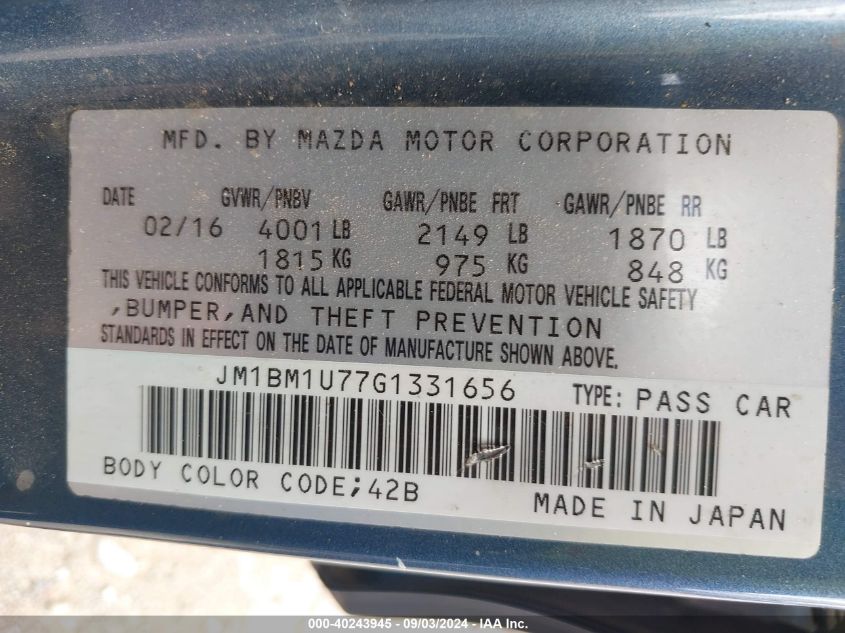 MFD. BY MAZDA MOTOR CORPORATION
DATE GVWR/PNBV GAWR/PNBE FRT GAWR/PNBE RR
02/16 4001 LB 2149 LB 1870 LB
1815 KG 975 KG 848 KG
THIS VEHICLE CONFORMS TO ALL APPLICABLE FEDERAL MOTOR VEHICLE SAFETY
,BUMPER,AND THEFT PREVENTION
STANDARDS IN EFFECT ON THE DATE OF MANUFACTURE SHOWN ABOVE.
JM1BM1U77G1331656 TYPE: PASS CAR
BODY COLOR CODE;42B
MADE IN JAPAN
000-40243945 - 09/03/2024 - IAA Inc.